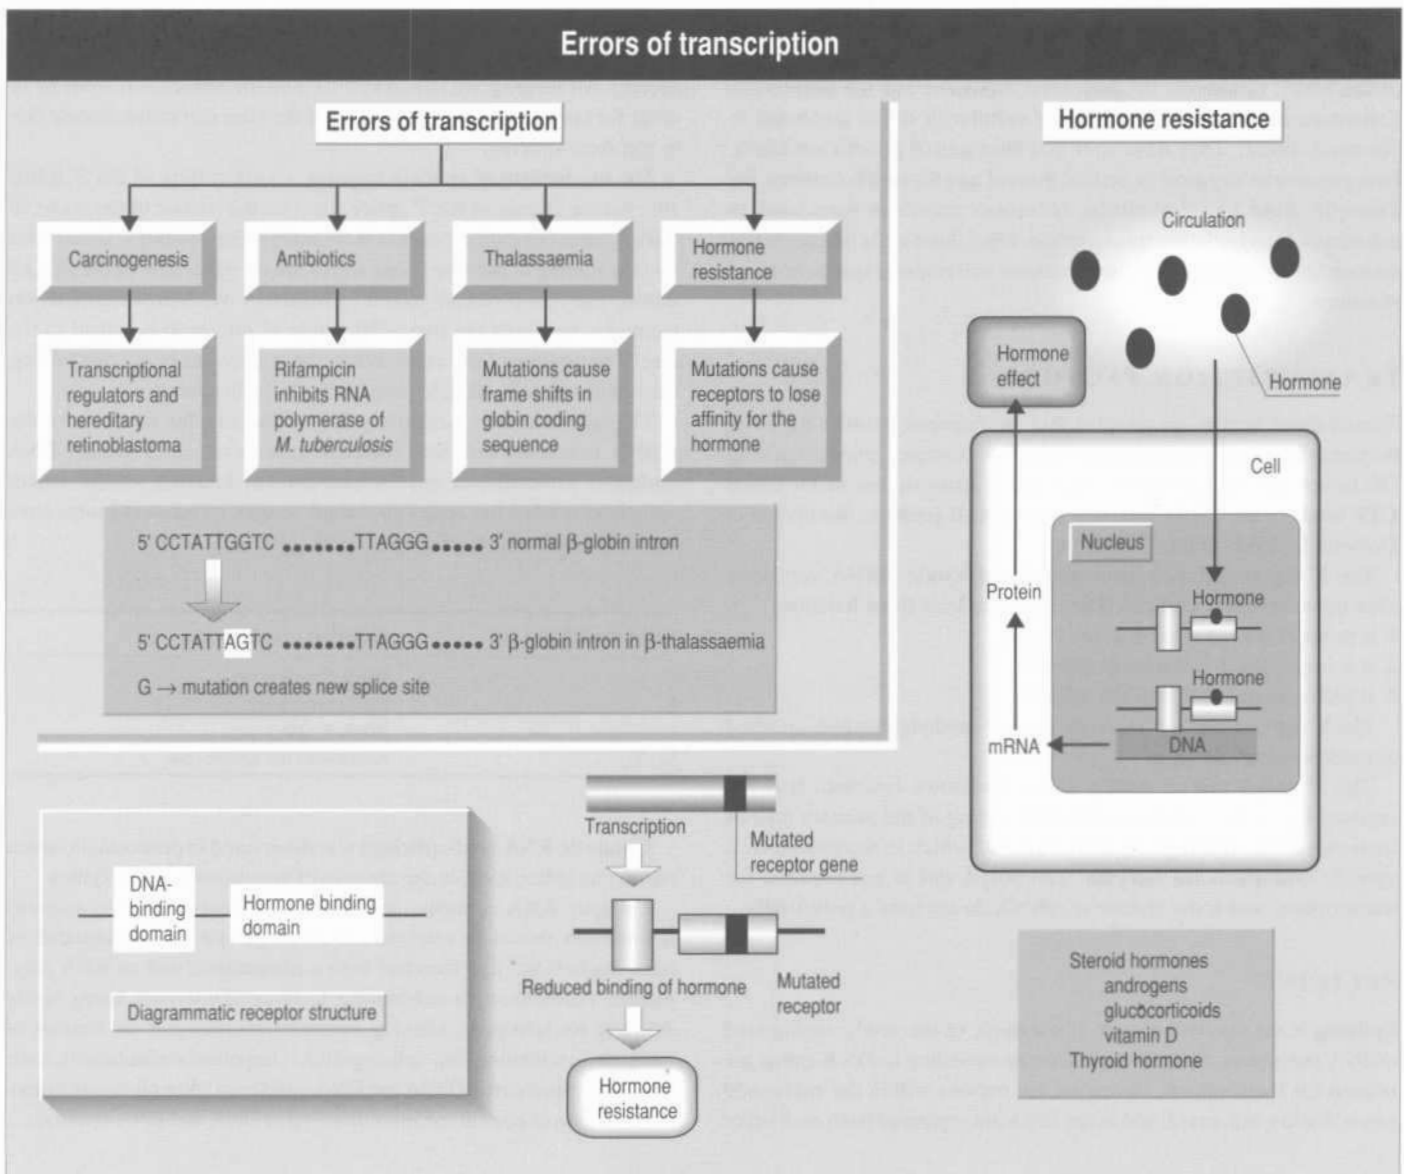 Errors of transcription
Errors of transcription
Carcinogenesis
Antibiotics
Thalassaemia
Hormone
resistance
Transcriptional
regulators and
hereditary
retinoblastoma
Rifampicin
inhibits RNA
polymerase of
M. tuberculosis
Mutations cause
frame shifts in
globin coding
sequence
Mutations cause
receptors to lose
affinity for the
hormone
5' CCTATTGGTC ●●●●●●●TTAGGG●●●●● 3' normal β-globin intron
5' CCTATTAGTC ●●●●●●●TTAGGG●●●●● 3' β-globin intron in β-thalassaemia
G → mutation creates new splice site
DNA-
binding
domain
Hormone binding
domain
Diagrammatic receptor structure
Transcription
Mutated
receptor gene
Reduced binding of hormone
Mutated
receptor
Hormone
resistance
Hormone resistance
Circulation
Hormone
effect
Hormone
Cell
Nucleus
Protein
Hormone
Hormone
mRNA
DNA
Steroid hormones
androgens
glucocorticoids
vitamin D
Thyroid hormone